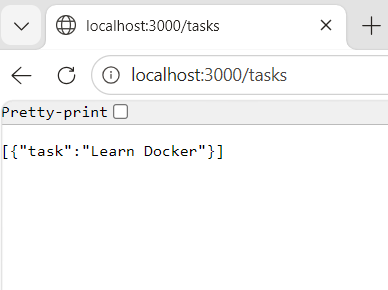 localhost:3000/tasks
localhost:3000/tasks
Pretty-print
[{"task":"Learn Docker"}]